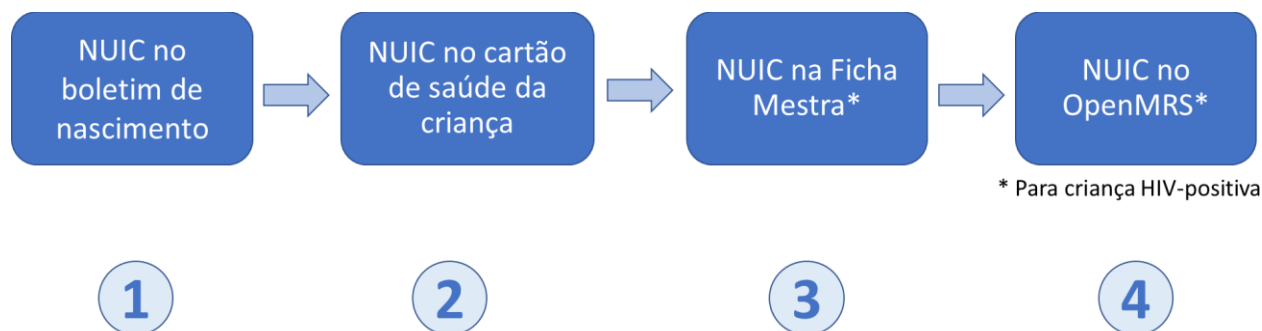 NUIC no
boletim de
nascimento
NUIC no cartão
de saúde da
criança
NUIC na Ficha
Mestra*
NUIC no
OpenMRS*
* Para criança HIV-positiva
1
2
3
4